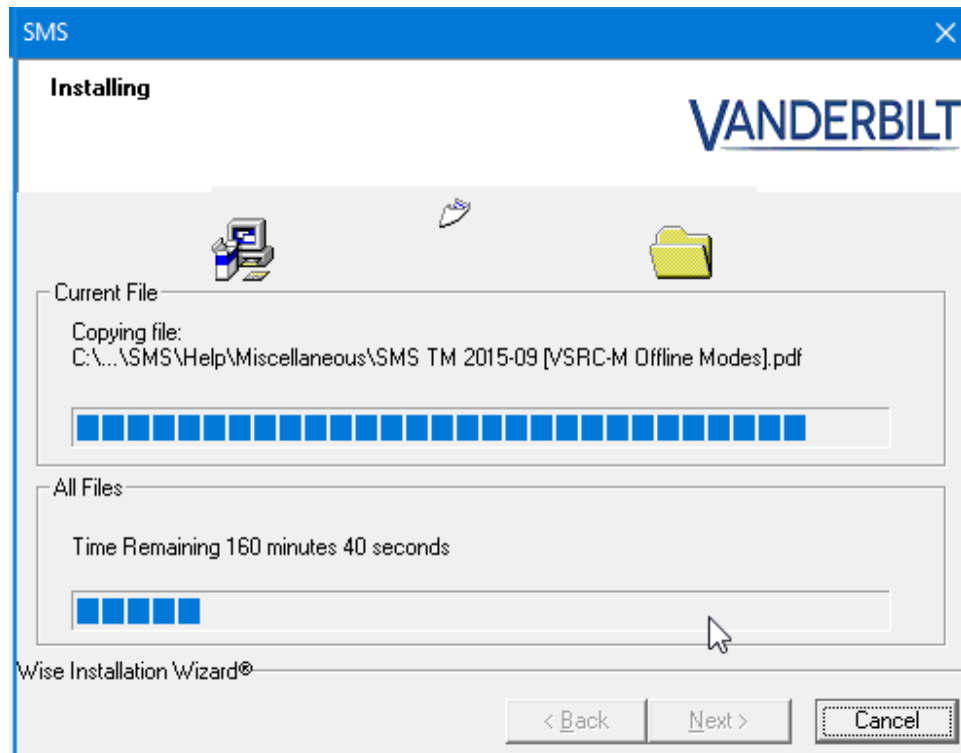 SMS
Installing
VANDERBILT
Current File
Copying file:
C:\...\SMS\Help\Miscellaneous\SMS TM 2015-09 [VSRC-M Offline Modes].pdf
All Files
Time Remaining 160 minutes 40 seconds
Wise Installation Wizard®
< Back
Next >
Cancel